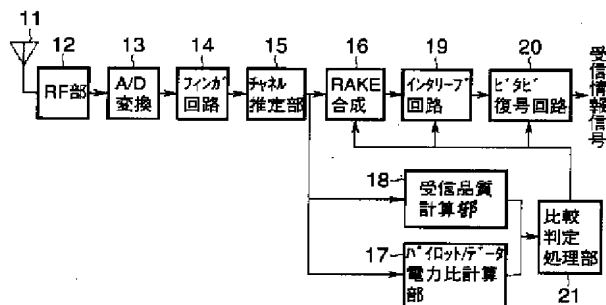 11
12
RF部
13
A/D
変換
14
フィンガ
回路
15
チャネル
推定部
16
RAKE
合成
19
インタリーブ
回路
20
ビタビ
復号回路
受信情報信号
18
受信品質
計算部
17
パイロット/データ
電力比計算
部
比較
判定
処理部
21